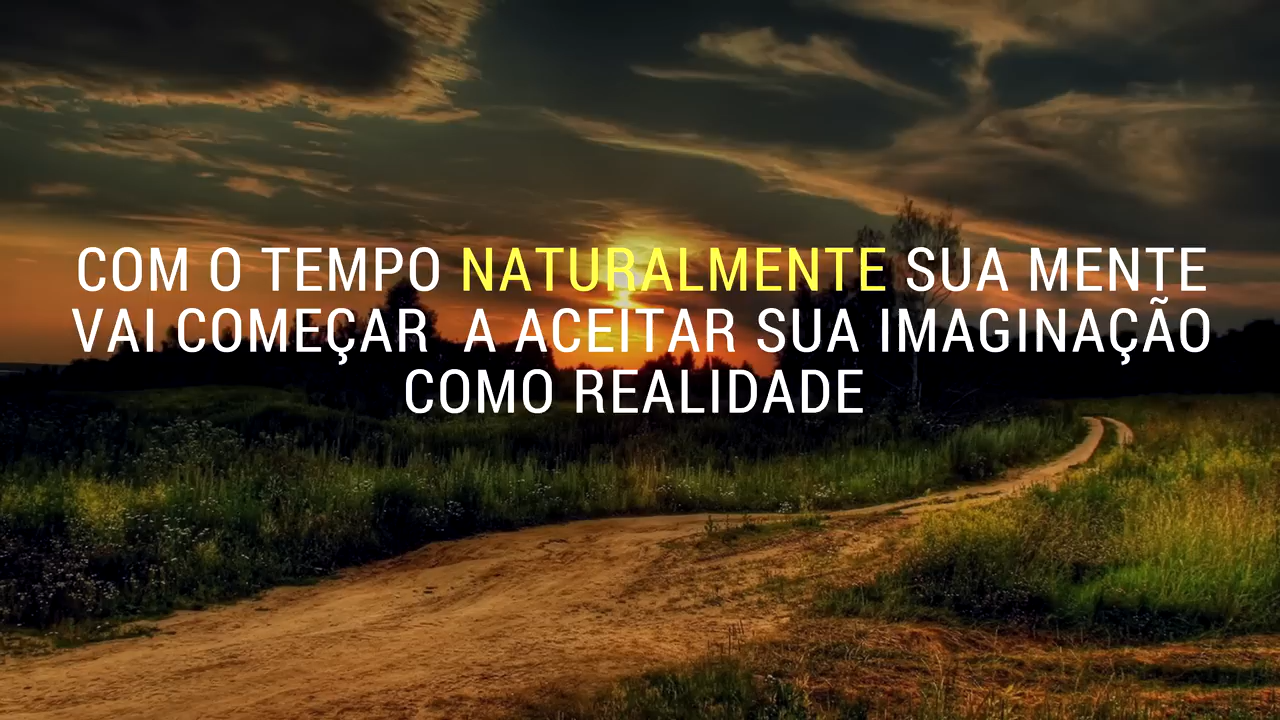 COM O TEMPO NATURALMENTE SUA MENTE
VAI COMEÇAR  A ACEITAR SUA IMAGINAÇÃO
COMO REALIDADE